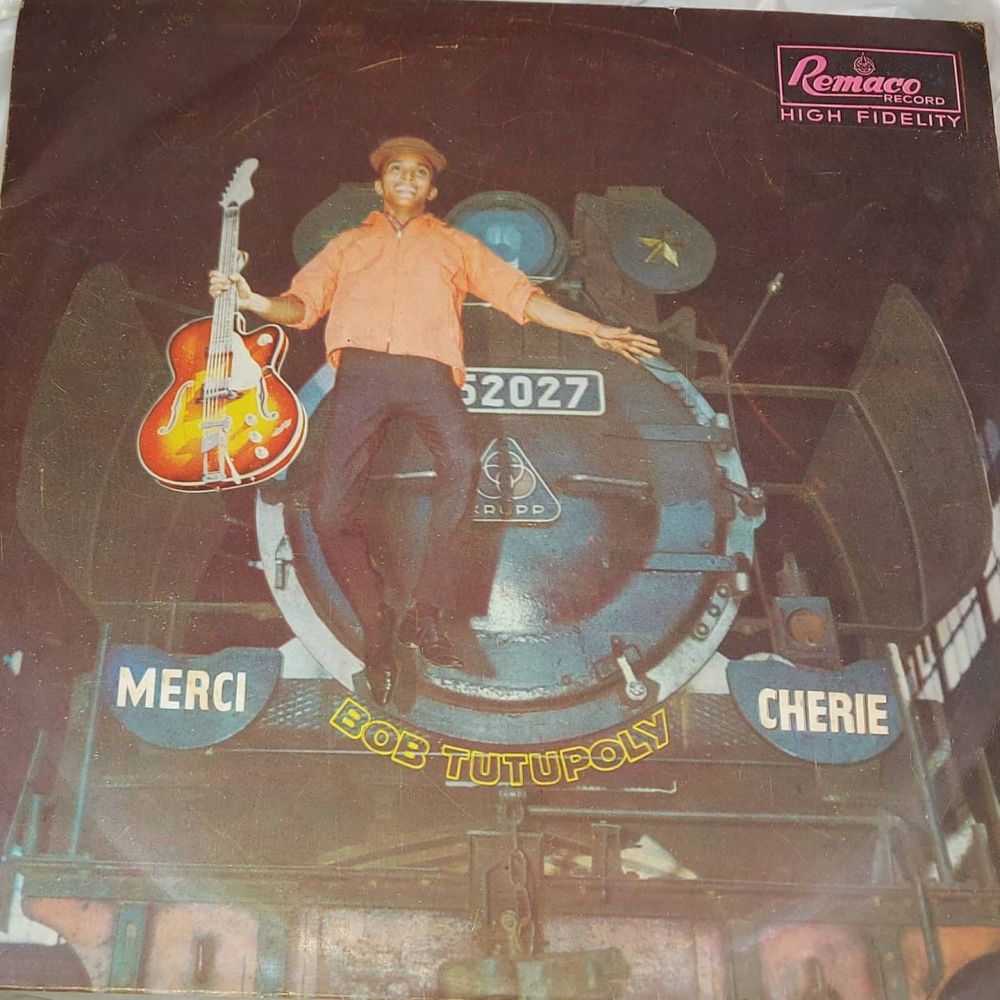 Remaco
RECORD
HIGH FIDELITY
52027
KRUPP
MERCI
CHERIE
BOB TUTUPOLY